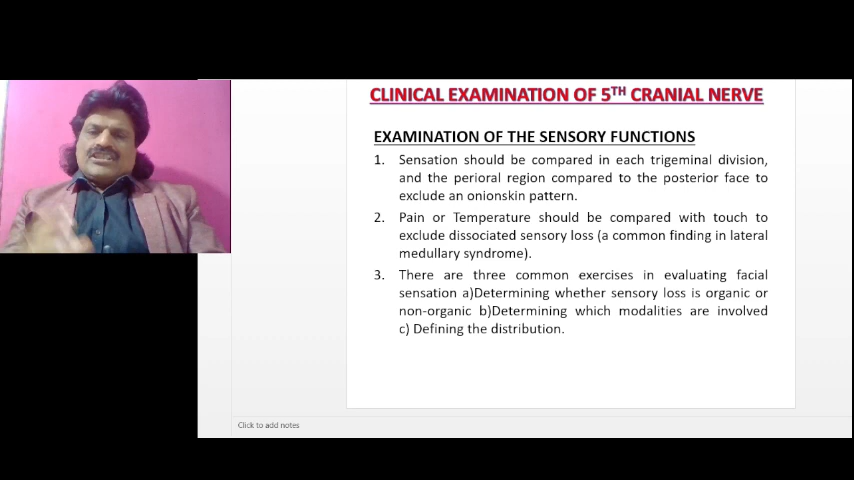 CLINICAL EXAMINATION OF 5TH CRANIAL NERVE
EXAMINATION OF THE SENSORY FUNCTIONS
1. Sensation should be compared in each trigeminal division,
and the perioral region compared to the posterior face to
exclude an onionskin pattern.
2. Pain or Temperature should be compared with touch to
exclude dissociated sensory loss (a common finding in lateral
medullary syndrome).
3. There are three common exercises in evaluating facial
sensation a)Determining whether sensory loss is organic or
non-organic b)Determining which modalities are involved
c) Defining the distribution.
Click to add notes